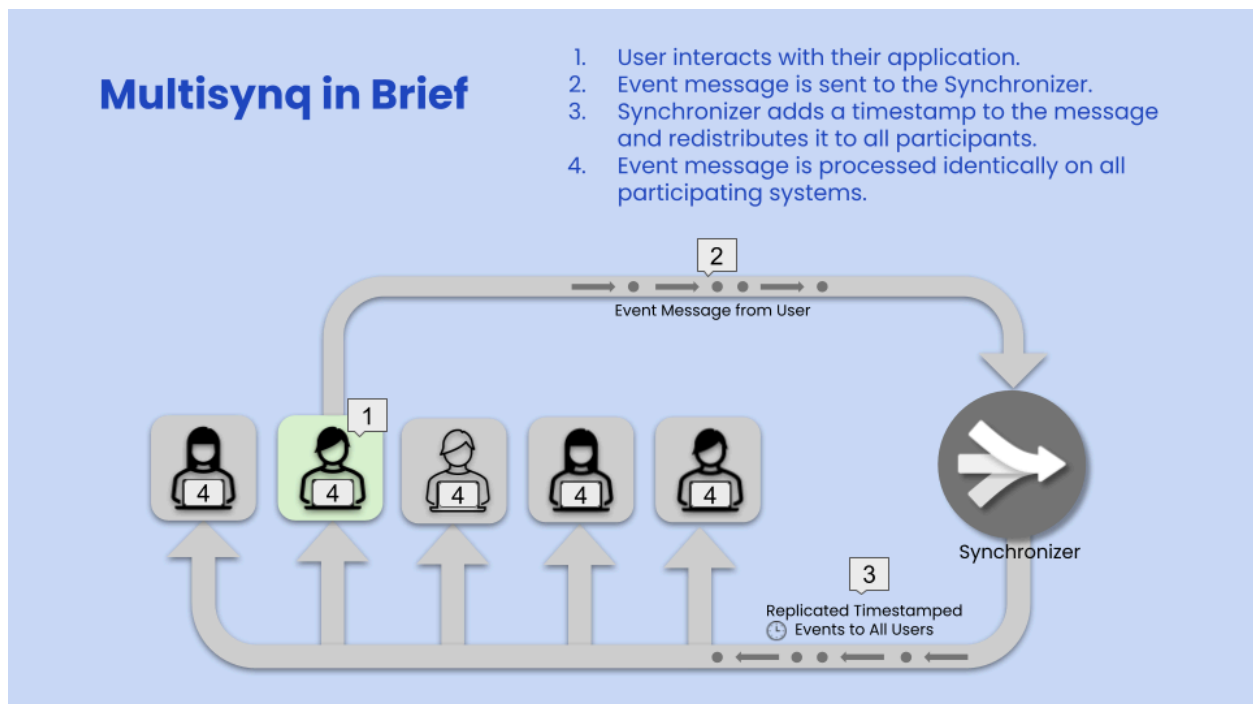 Multisynq in Brief
1. User interacts with their application.
2. Event message is sent to the Synchronizer.
3. Synchronizer adds a timestamp to the message
and redistributes it to all participants.
4. Event message is processed identically on all
participating systems.
2
Event Message from User
1
4
4
4
4
4
Synchronizer
3
Replicated Timestamped
Events to All Users